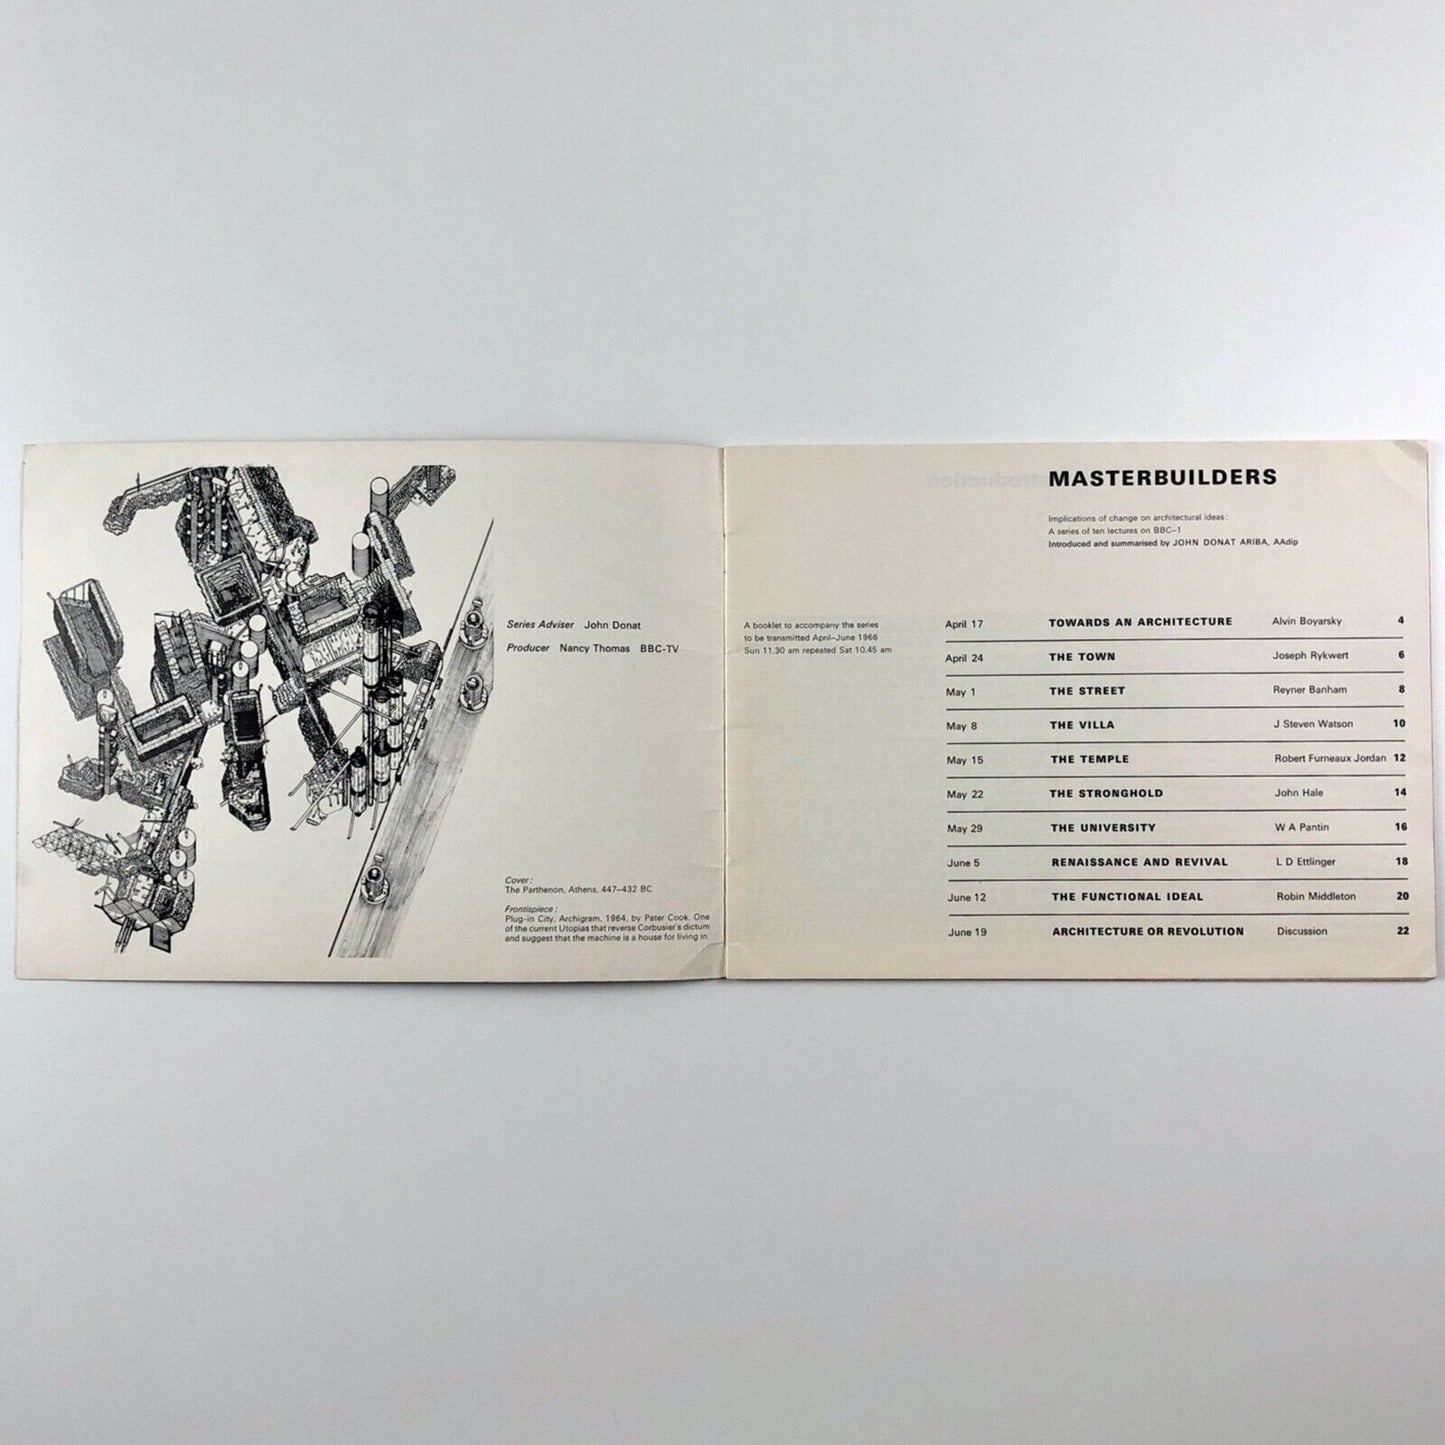 Series Adviser John Donat
Producer Nancy Thomas BBC-TV
Cover:
The Parthenon, Athens, 447–432 BC
Frontispiece:
Plug-in City, Archigram, 1964, by Peter Cook. One
of the current Utopias that reverse Corbusier's dictum
and suggest that the machine is a house for living in.
MASTERBUILDERS
Implications of change on architectural ideas:
A series of ten lectures on BBC–1
Introduced and summarised by JOHN DONAT ARIBA, AAdip
A booklet to accompany the series
to be transmitted April–June 1966
Sun 11.30 am repeated Sat 10.45 am
April 17 TOWARDS AN ARCHITECTURE Alvin Boyarsky 4
April 24 THE TOWN Joseph Rykwert 6
May 1 THE STREET Reyner Banham 8
May 8 THE VILLA J Steven Watson 10
May 15 THE TEMPLE Robert Furneaux Jordan 12
May 22 THE STRONGHOLD John Hale 14
May 29 THE UNIVERSITY W A Pantin 16
June 5 RENAISSANCE AND REVIVAL L D Ettlinger 18
June 12 THE FUNCTIONAL IDEAL Robin Middleton 20
June 19 ARCHITECTURE OR REVOLUTION Discussion 22